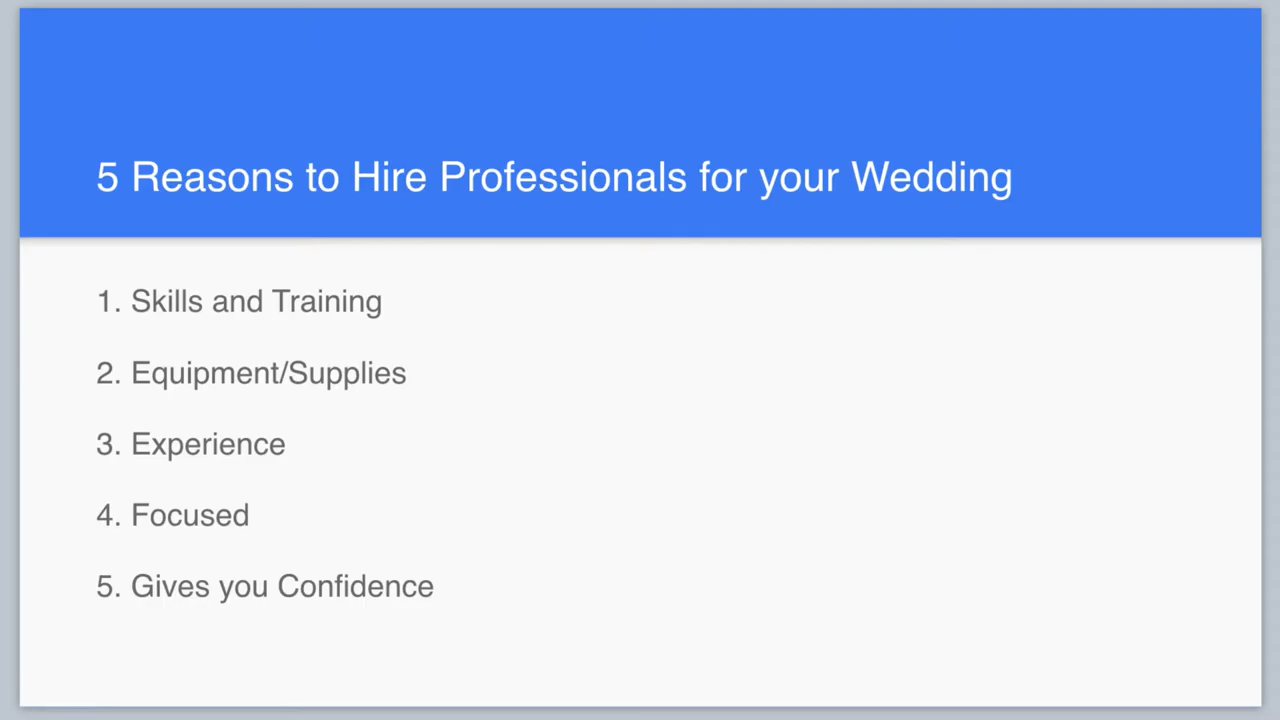 5 Reasons to Hire Professionals for your Wedding
1. Skills and Training
2. Equipment/Supplies
3. Experience
4. Focused
5. Gives you Confidence